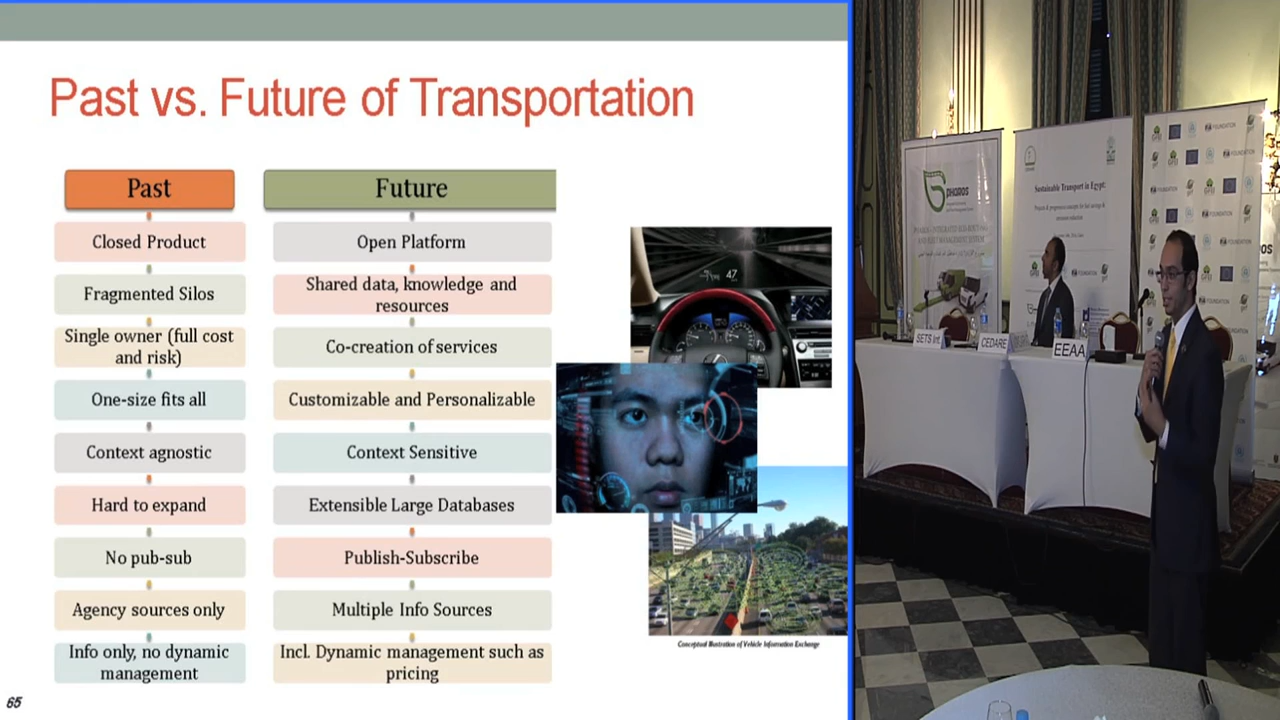 Past vs. Future of Transportation
Past
Future
Closed Product
Open Platform
Fragmented Silos
Shared data, knowledge and
resources
Single owner (full cost
and risk)
Co-creation of services
One-size fits all
Customizable and Personalizable
Context agnostic
Context Sensitive
Hard to expand
Extensible Large Databases
No pub-sub
Publish-Subscribe
Agency sources only
Multiple Info Sources
Info only, no dynamic
management
Incl. Dynamic management such as
pricing
47
Conceptual Illustration of Vehicle Information Exchange
65
Sustainable Transport in Egypt:
SETS Int.
CEDARE
EEAA
FOUNDATION